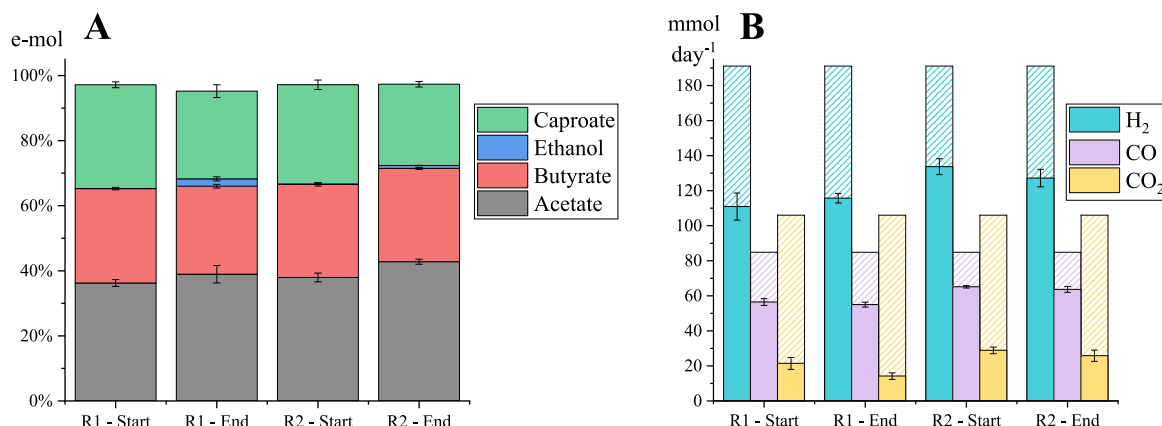 A
e-mol
100%
80%
60%
40%
20%
0%
R1 - Start
R1 - End
R2 - Start
R2 - End
Caproate
Ethanol
Butyrate
Acetate
B
mmol
day⁻¹
180
160
140
120
100
80
60
40
20
0
R1 - Start
R1 - End
R2 - Start
R2 - End
H₂
CO
CO₂